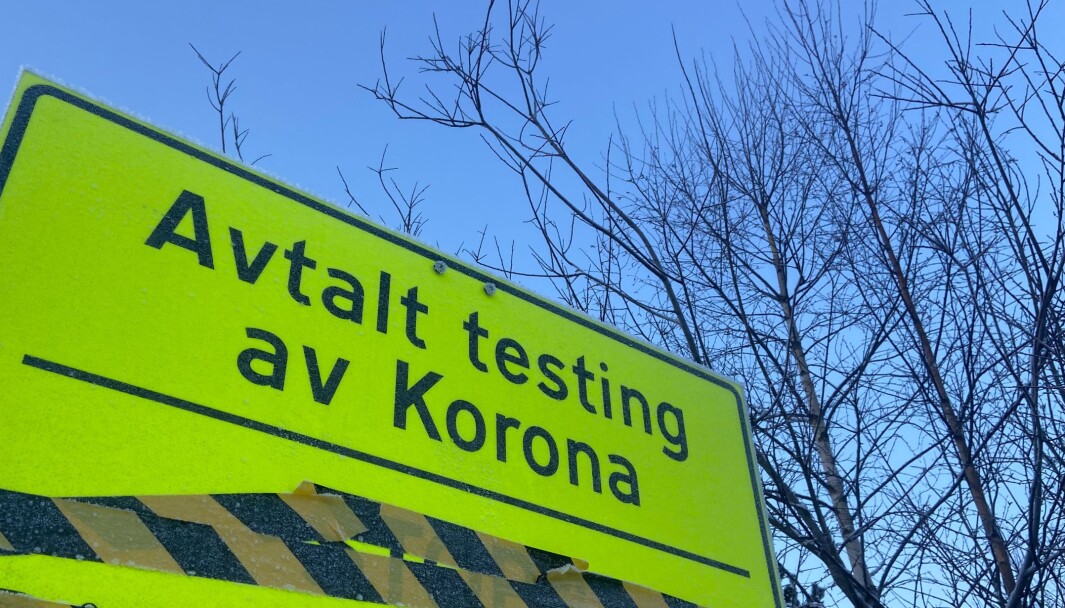 Avtalt testing
av Korona